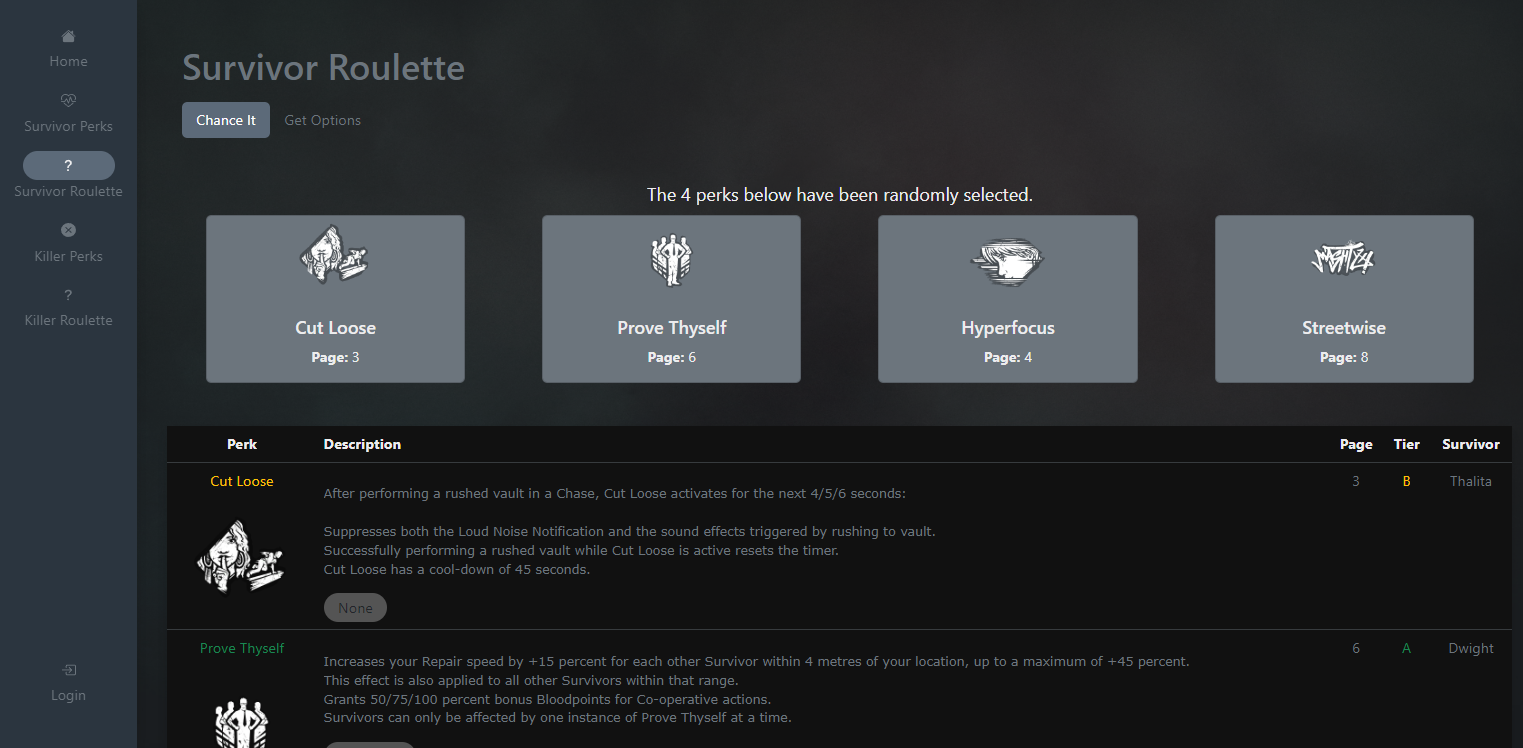 Home
Survivor Perks
?
Survivor Roulette
Killer Perks
?
Killer Roulette
Login
Survivor Roulette
Chance It Get Options
The 4 perks below have been randomly selected.
Cut Loose
Page: 3
Prove Thyself
Page: 6
Hyperfocus
Page: 4
Streetwise
Page: 8
Perk Description Page Tier Survivor
Cut Loose 3 B Thalita
After performing a rushed vault in a Chase, Cut Loose activates for the next 4/5/6 seconds:
Suppresses both the Loud Noise Notification and the sound effects triggered by rushing to vault.
Successfully performing a rushed vault while Cut Loose is active resets the timer.
Cut Loose has a cool-down of 45 seconds.
None
Prove Thyself 6 A Dwight
Increases your Repair speed by +15 percent for each other Survivor within 4 metres of your location, up to a maximum of +45 percent.
This effect is also applied to all other Survivors within that range.
Grants 50/75/100 percent bonus Bloodpoints for Co-operative actions.
Survivors can only be affected by one instance of Prove Thyself at a time.